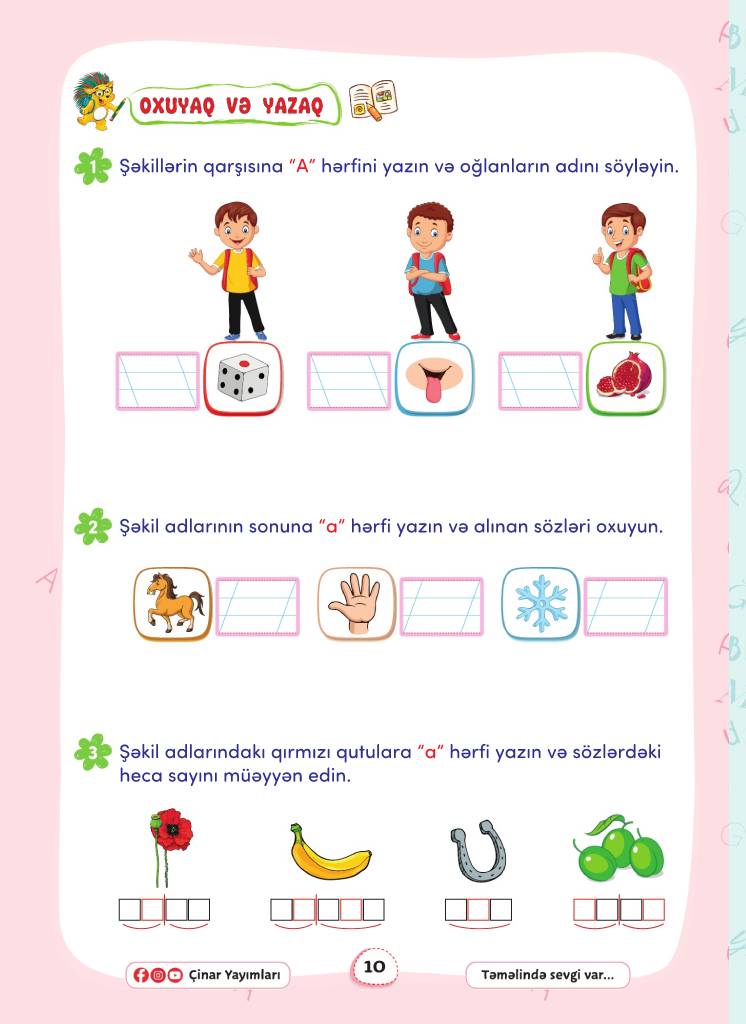 OXUYAQ VƏ YAZAQ
1 Şəkillərin qarşısına “A” hərfini yazın və oğlanların adını söyləyin.
2 Şəkil adlarının sonuna “a” hərfi yazın və alınan sözləri oxuyun.
3 Şəkil adlarındakı qırmızı qutulara “a” hərfi yazın və sözlərdəki
heca sayını müəyyən edin.
Çinar Yayımları
10
Təməlində sevgi var...